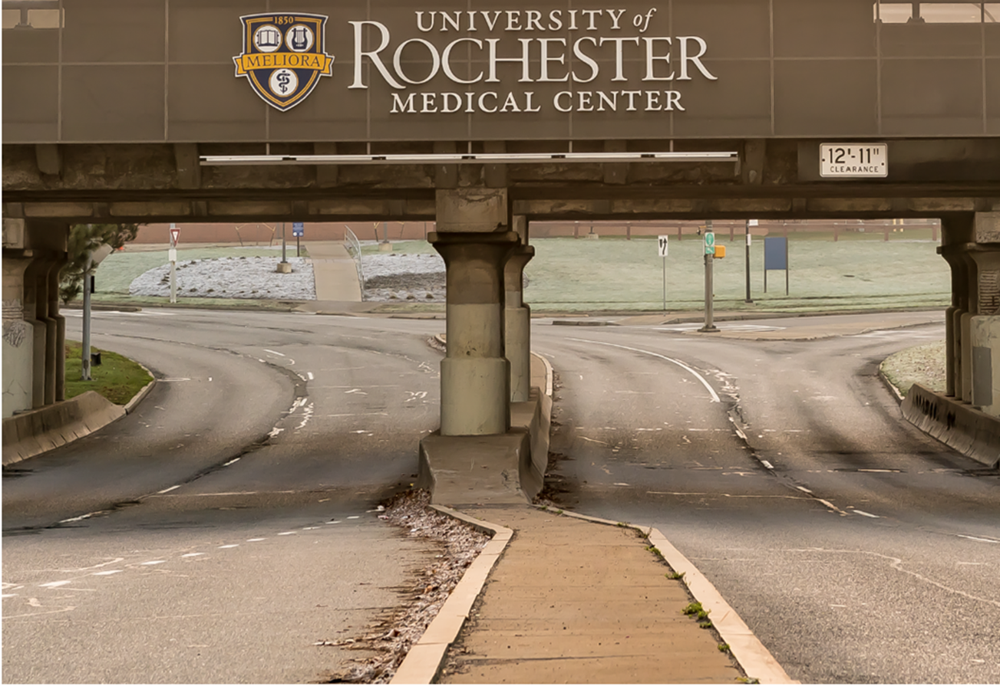 1850
MELIORA
UNIVERSITY of
ROCHESTER
MEDICAL CENTER
12'-11"
CLEARANCE